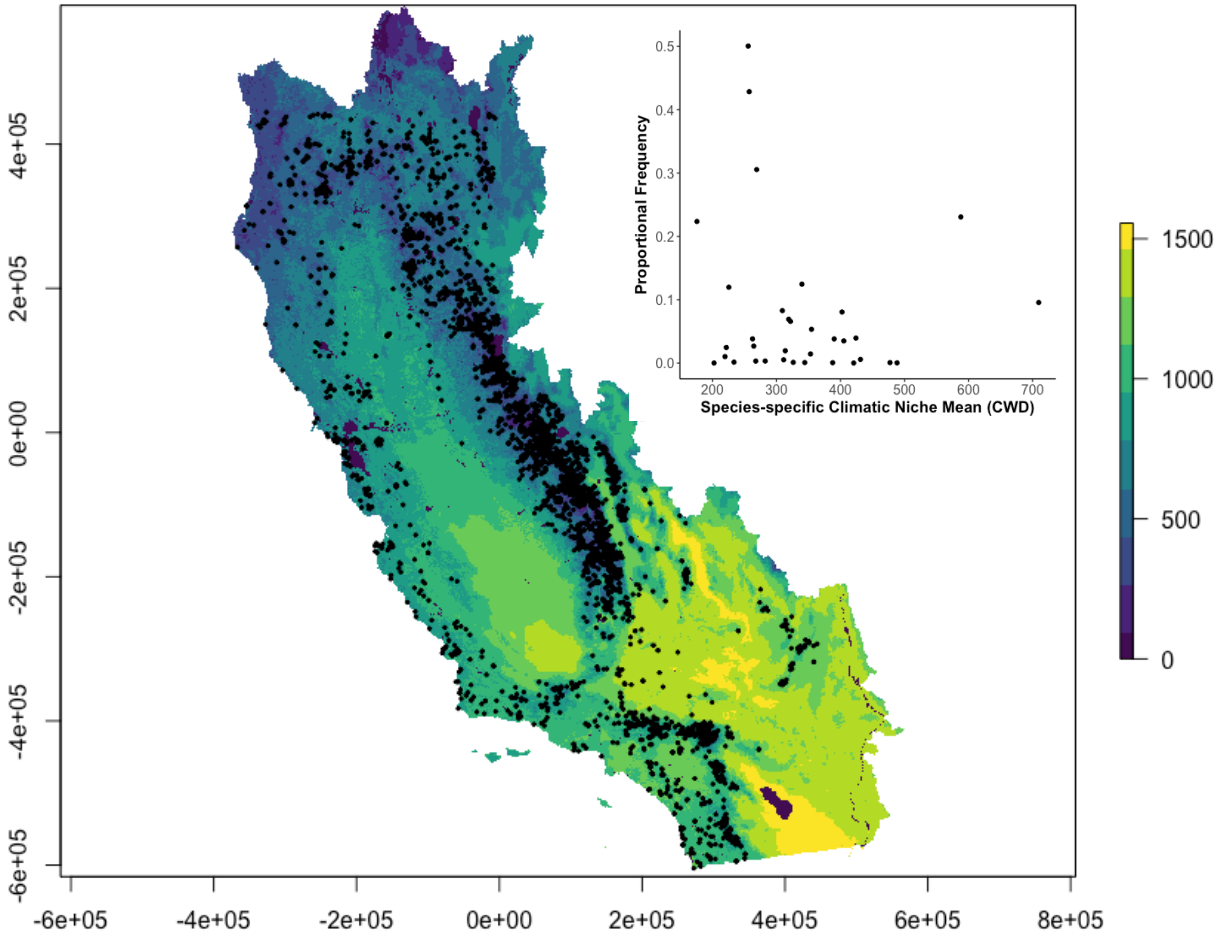 4e+05
2e+05
0e+00
-2e+05
-4e+05
-6e+05
-6e+05 -4e+05 -2e+05 0e+00 2e+05 4e+05 6e+05 8e+05
Proportional Frequency
0.5
0.4
0.3
0.2
0.1
0.0
200 300 400 500 600 700
Species-specific Climatic Niche Mean (CWD)
1500
1000
500
0